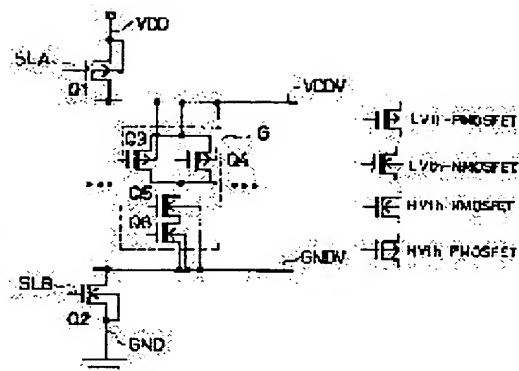 VDD
SLA
Q1
VDDV
Q3
G
Q4
LVth-PMOSFET
Q5
LVth-NMOSFET
Q6
HVth NMOSFET
GNDV
HVth PMOSFET
SLB
Q2
GND